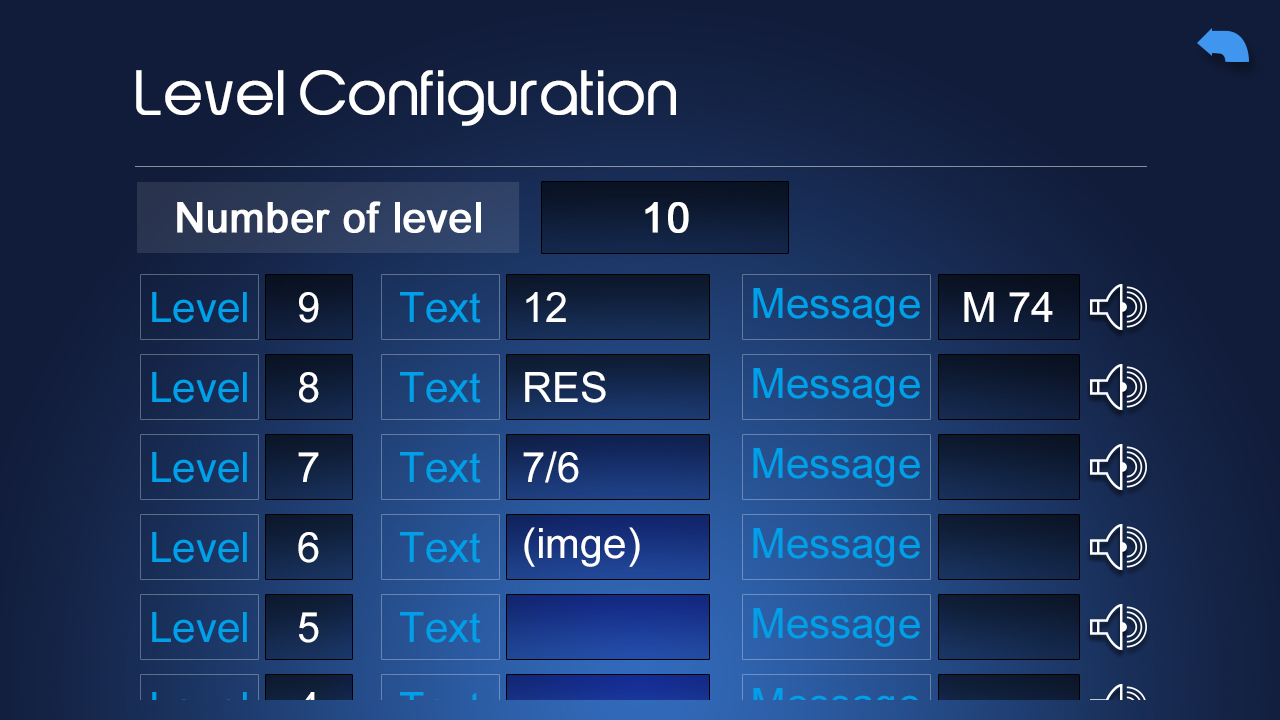 Level Configuration
Number of level 10
Level 9 Text 12 Message M 74
Level 8 Text RES Message
Level 7 Text 7/6 Message
Level 6 Text (imge) Message
Level 5 Text Message